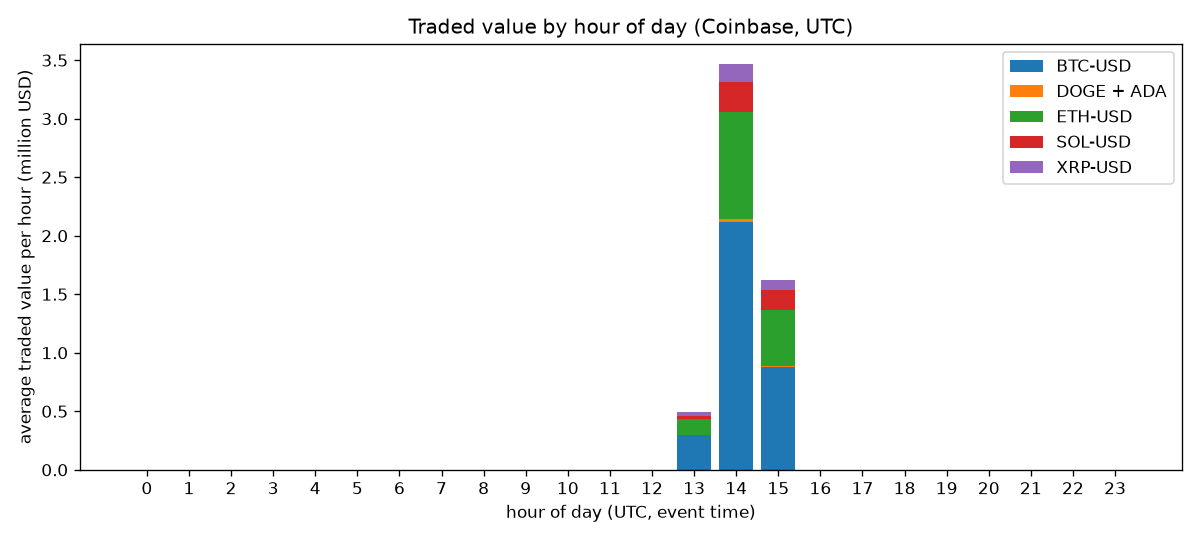 Traded value by hour of day (Coinbase, UTC)
average traded value per hour (million USD)
3.5
3.0
2.5
2.0
1.5
1.0
0.5
0.0
BTC-USD
DOGE + ADA
ETH-USD
SOL-USD
XRP-USD
0 1 2 3 4 5 6 7 8 9 10 11 12 13 14 15 16 17 18 19 20 21 22 23
hour of day (UTC, event time)